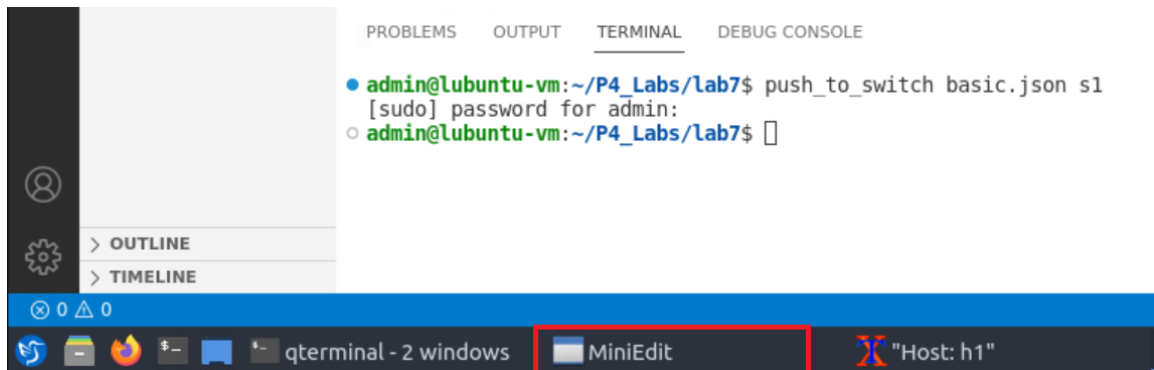 PROBLEMS OUTPUT TERMINAL DEBUG CONSOLE
admin@lubuntu-vm:~/P4_Labs/lab7$ push_to_switch basic.json s1
[sudo] password for admin:
admin@lubuntu-vm:~/P4_Labs/lab7$
> OUTLINE
> TIMELINE
0 0
qterminal - 2 windows MiniEdit "Host: h1"